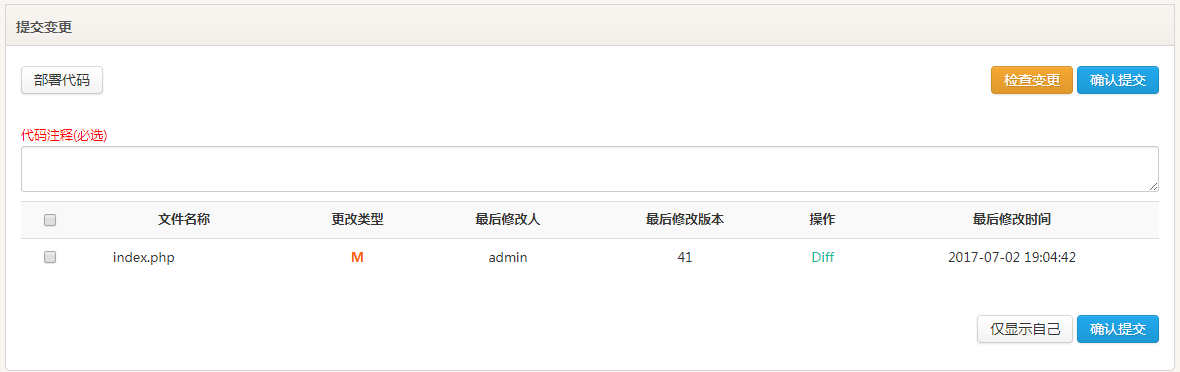 提交变更
部署代码 检查变更 确认提交
代码注释(必选)
文件名称 更改类型 最后修改人 最后修改版本 操作 最后修改时间
index.php M admin 41 Diff 2017-07-02 19:04:42
仅显示自己 确认提交